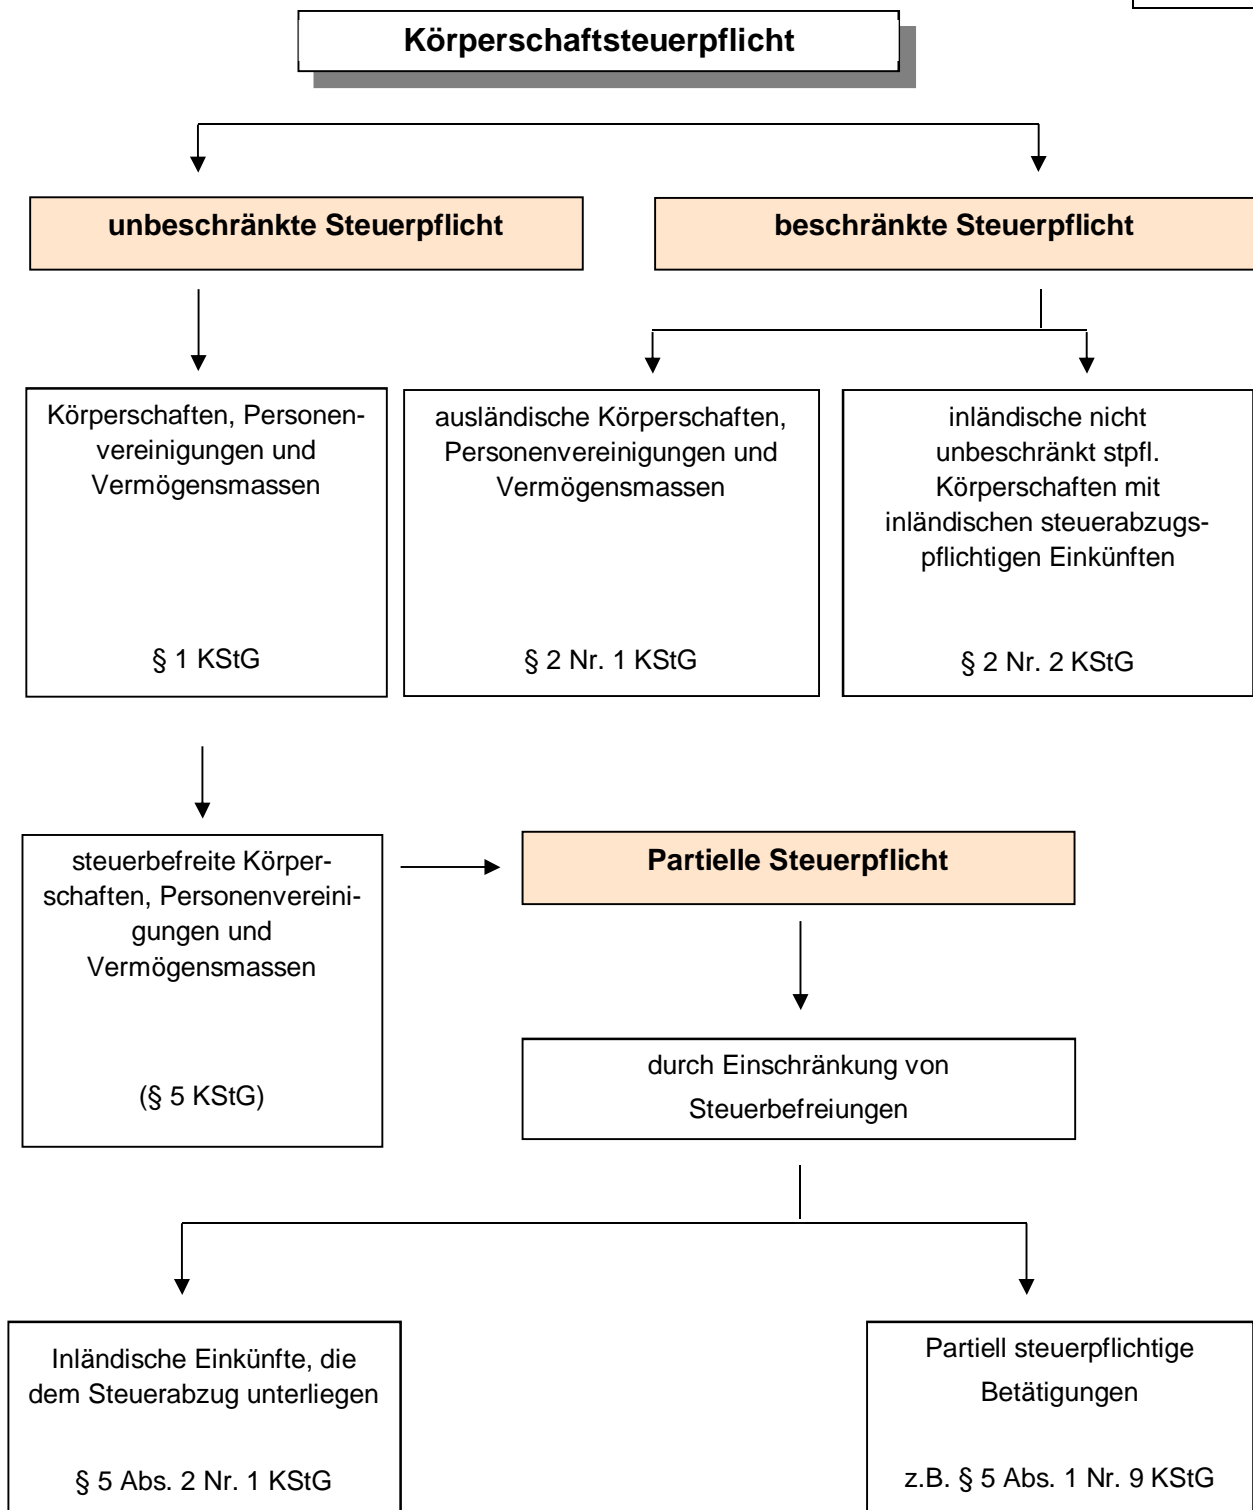 Körperschaftsteuerpflicht
unbeschränkte Steuerpflicht
beschränkte Steuerpflicht
Körperschaften, Personen-
vereinigungen und
Vermögensmassen
§ 1 KStG
ausländische Körperschaften,
Personenvereinigungen und
Vermögensmassen
§ 2 Nr. 1 KStG
inländische nicht
unbeschränkt stpfl.
Körperschaften mit
inländischen steuerabzugs-
pflichtigen Einkünften
§ 2 Nr. 2 KStG
steuerbefreite Körper-
schaften, Personenvereini-
gungen und
Vermögensmassen
(§ 5 KStG)
Partielle Steuerpflicht
durch Einschränkung von
Steuerbefreiungen
Inländische Einkünfte, die
dem Steuerabzug unterliegen
§ 5 Abs. 2 Nr. 1 KStG
Partiell steuerpflichtige
Betätigungen
z.B. § 5 Abs. 1 Nr. 9 KStG